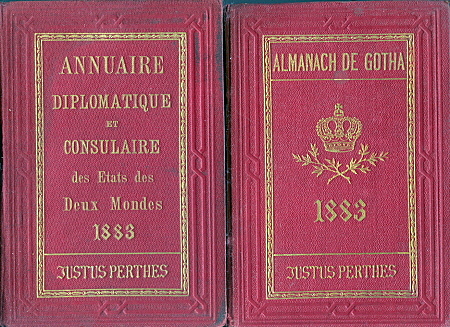 ANNUAIRE
DIPLOMATIQUE
ET
CONSULAIRE
des Etats des
Deux Mondes
1883
JUSTUS PERTHES
ALMANACH DE GOTHA
1883
JUSTUS PERTHES